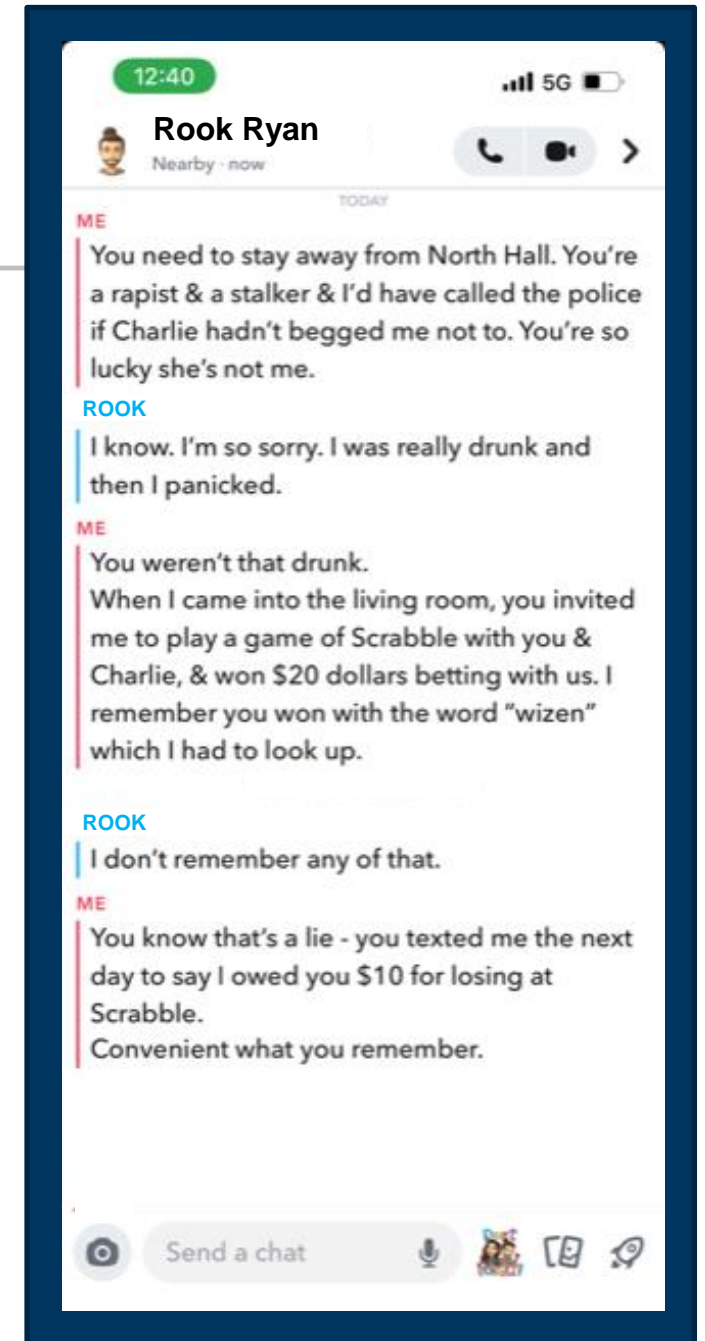 12:40
5G
Rook Ryan
Nearby · now
TODAY
ME
You need to stay away from North Hall. You're
a rapist & a stalker & I'd have called the police
if Charlie hadn't begged me not to. You're so
lucky she's not me.
ROOK
I know. I'm so sorry. I was really drunk and
then I panicked.
ME
You weren't that drunk.
When I came into the living room, you invited
me to play a game of Scrabble with you &
Charlie, & won $20 dollars betting with us. I
remember you won with the word "wizen"
which I had to look up.
ROOK
I don't remember any of that.
ME
You know that's a lie - you texted me the next
day to say I owed you $10 for losing at
Scrabble.
Convenient what you remember.
Send a chat